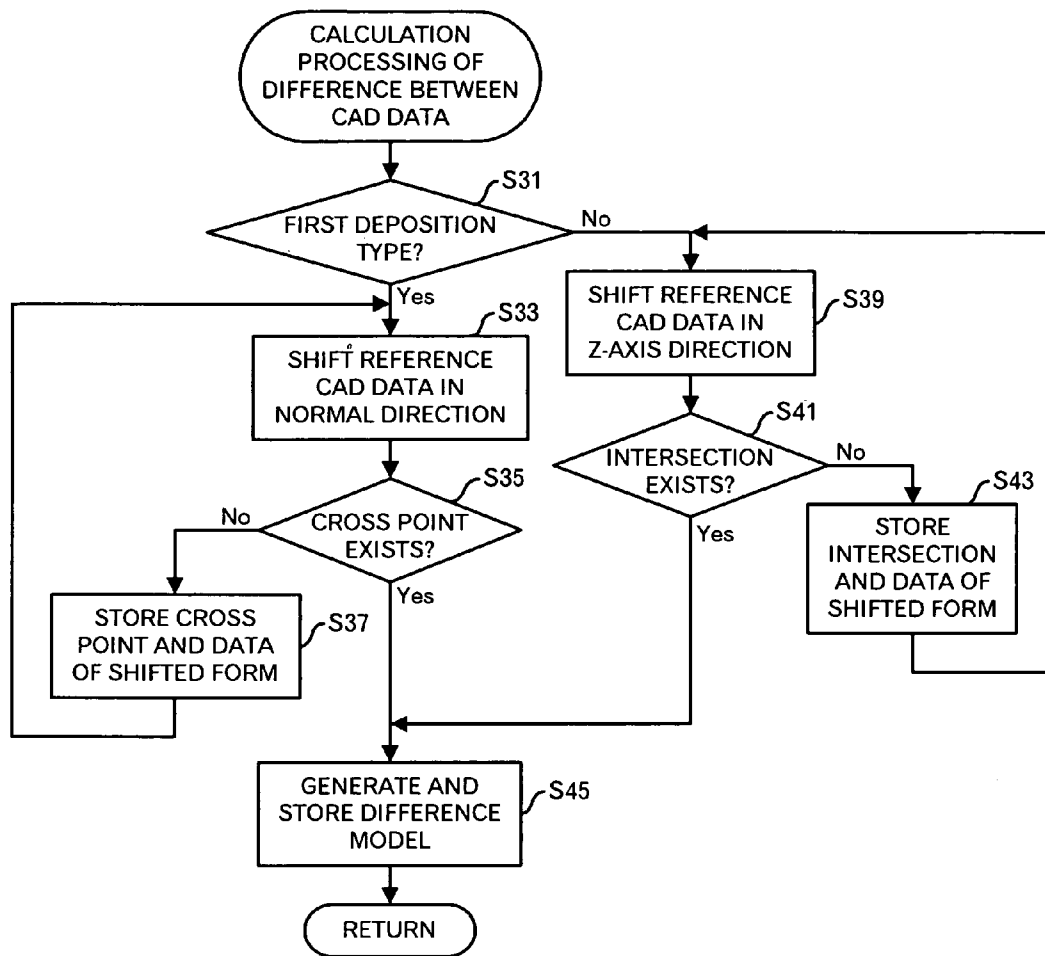 CALCULATION
PROCESSING OF
DIFFERENCE BETWEEN
CAD DATA
S31
FIRST DEPOSITION
TYPE?
No
Yes
S33
SHIFT REFERENCE
CAD DATA IN
NORMAL DIRECTION
SHIFT REFERENCE
CAD DATA IN
Z-AXIS DIRECTION
S39
S35
CROSS POINT
EXISTS?
No
Yes
S41
INTERSECTION
EXISTS?
No
Yes
S37
STORE CROSS
POINT AND DATA
OF SHIFTED FORM
S43
STORE
INTERSECTION
AND DATA OF
SHIFTED FORM
GENERATE AND
STORE DIFFERENCE
MODEL
S45
RETURN